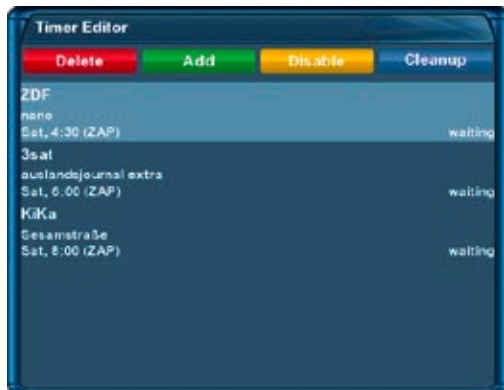 Timer Editor
Delete Add Disable Cleanup
ZDF
nano
Sat, 4:30 (ZAP) waiting
3sat
auslandsjournal extra
Sat, 6:00 (ZAP) waiting
KiKa
Sesamstraße
Sat, 8:00 (ZAP) waiting